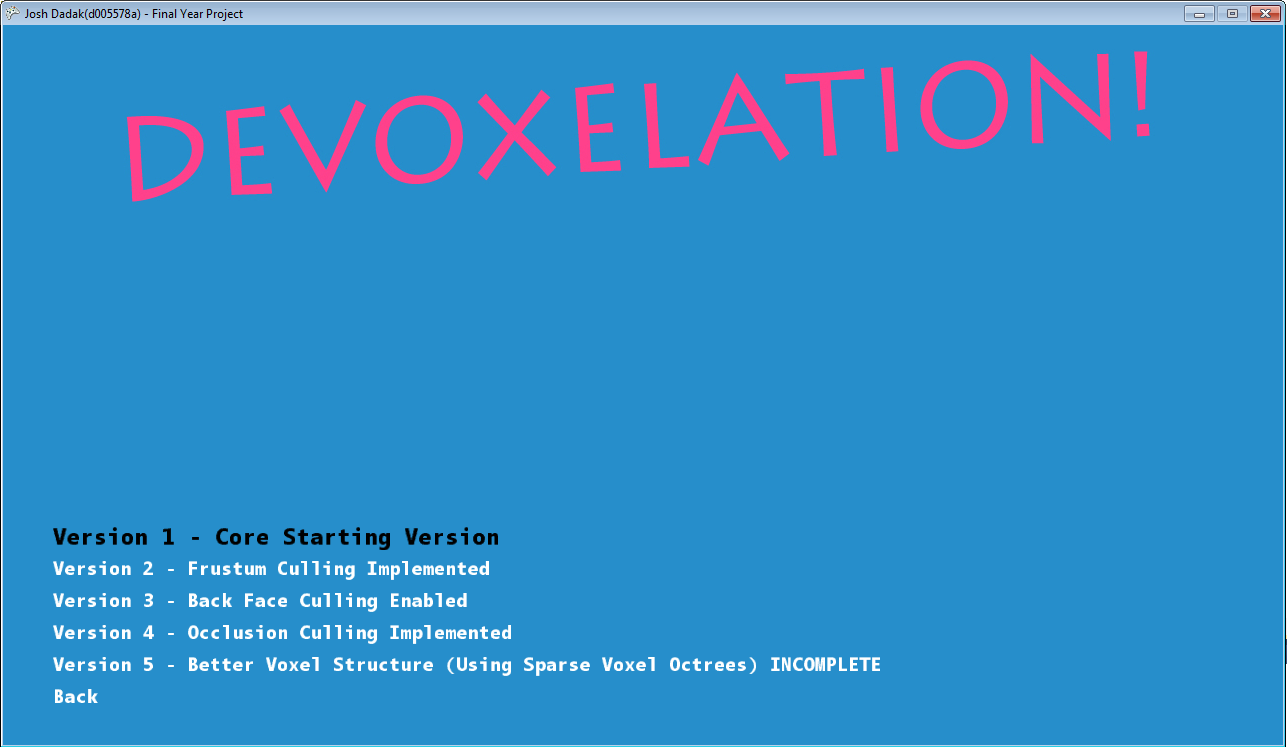 Josh Dadak(d005578a) - Final Year Project
DEVOXELATION!
Version 1 - Core Starting Version
Version 2 - Frustum Culling Implemented
Version 3 - Back Face Culling Enabled
Version 4 - Occlusion Culling Implemented
Version 5 - Better Voxel Structure (Using Sparse Voxel Octrees) INCOMPLETE
Back